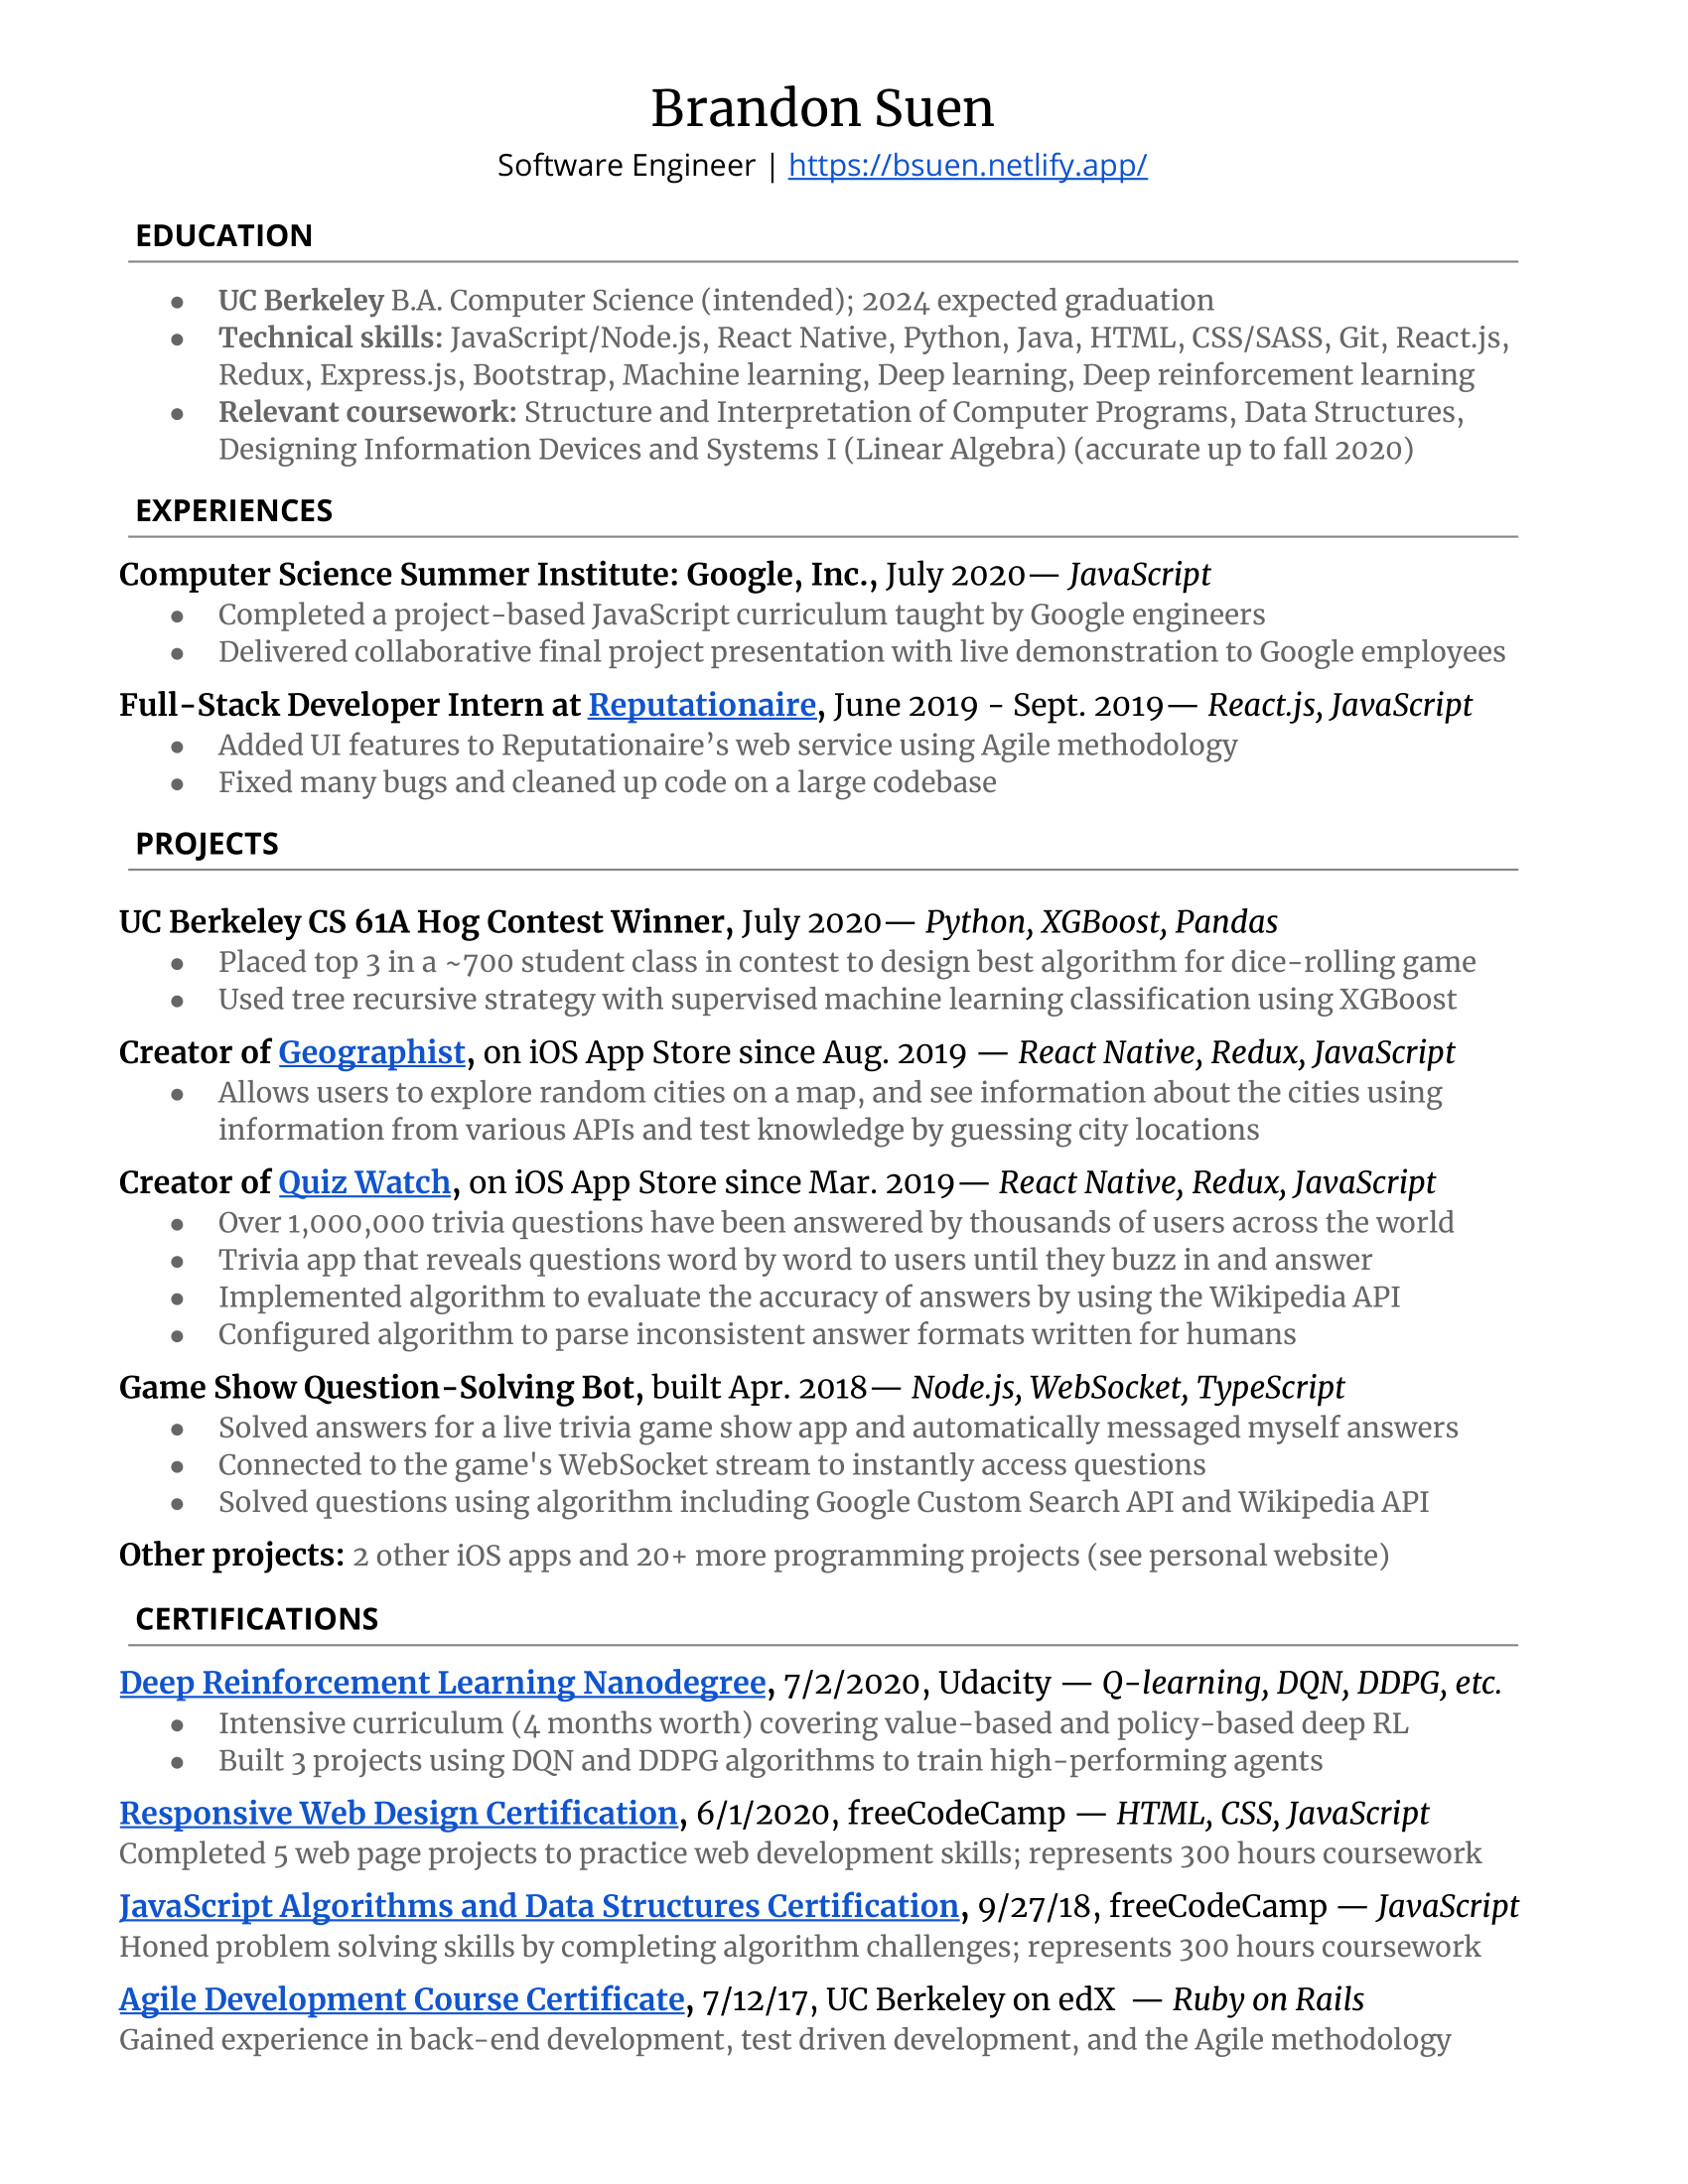 Brandon Suen
Software Engineer | https://bsuen.netlify.app/
EDUCATION
● UC Berkeley B.A. Computer Science (intended); 2024 expected graduation
● Technical skills: JavaScript/Node.js, React Native, Python, Java, HTML, CSS/SASS, Git, React.js,
Redux, Express.js, Bootstrap, Machine learning, Deep learning, Deep reinforcement learning
● Relevant coursework: Structure and Interpretation of Computer Programs, Data Structures,
Designing Information Devices and Systems I (Linear Algebra) (accurate up to fall 2020)
EXPERIENCES
Computer Science Summer Institute: Google, Inc., July 2020— JavaScript
● Completed a project-based JavaScript curriculum taught by Google engineers
● Delivered collaborative final project presentation with live demonstration to Google employees
Full-Stack Developer Intern at Reputationaire, June 2019 - Sept. 2019— React.js, JavaScript
● Added UI features to Reputationaire’s web service using Agile methodology
● Fixed many bugs and cleaned up code on a large codebase
PROJECTS
UC Berkeley CS 61A Hog Contest Winner, July 2020— Python, XGBoost, Pandas
● Placed top 3 in a ~700 student class in contest to design best algorithm for dice-rolling game
● Used tree recursive strategy with supervised machine learning classification using XGBoost
Creator of Geographist, on iOS App Store since Aug. 2019 — React Native, Redux, JavaScript
● Allows users to explore random cities on a map, and see information about the cities using
information from various APIs and test knowledge by guessing city locations
Creator of Quiz Watch, on iOS App Store since Mar. 2019— React Native, Redux, JavaScript
● Over 1,000,000 trivia questions have been answered by thousands of users across the world
● Trivia app that reveals questions word by word to users until they buzz in and answer
● Implemented algorithm to evaluate the accuracy of answers by using the Wikipedia API
● Configured algorithm to parse inconsistent answer formats written for humans
Game Show Question-Solving Bot, built Apr. 2018— Node.js, WebSocket, TypeScript
● Solved answers for a live trivia game show app and automatically messaged myself answers
● Connected to the game's WebSocket stream to instantly access questions
● Solved questions using algorithm including Google Custom Search API and Wikipedia API
Other projects: 2 other iOS apps and 20+ more programming projects (see personal website)
CERTIFICATIONS
Deep Reinforcement Learning Nanodegree, 7/2/2020, Udacity — Q-learning, DQN, DDPG, etc.
● Intensive curriculum (4 months worth) covering value-based and policy-based deep RL
● Built 3 projects using DQN and DDPG algorithms to train high-performing agents
Responsive Web Design Certification, 6/1/2020, freeCodeCamp — HTML, CSS, JavaScript
Completed 5 web page projects to practice web development skills; represents 300 hours coursework
JavaScript Algorithms and Data Structures Certification, 9/27/18, freeCodeCamp — JavaScript
Honed problem solving skills by completing algorithm challenges; represents 300 hours coursework
Agile Development Course Certificate, 7/12/17, UC Berkeley on edX — Ruby on Rails
Gained experience in back-end development, test driven development, and the Agile methodology